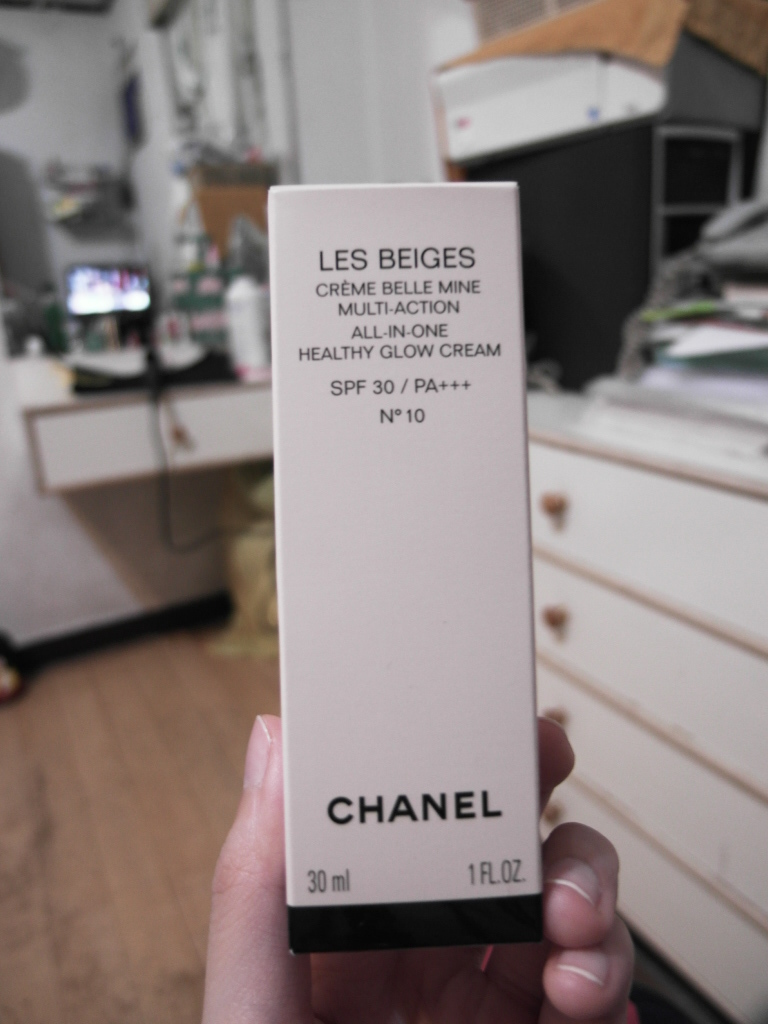 LES BEIGES
CRÈME BELLE MINE
MULTI-ACTION
ALL-IN-ONE
HEALTHY GLOW CREAM
SPF 30 / PA+++
N° 10
CHANEL
30 ml 1 FL.OZ.